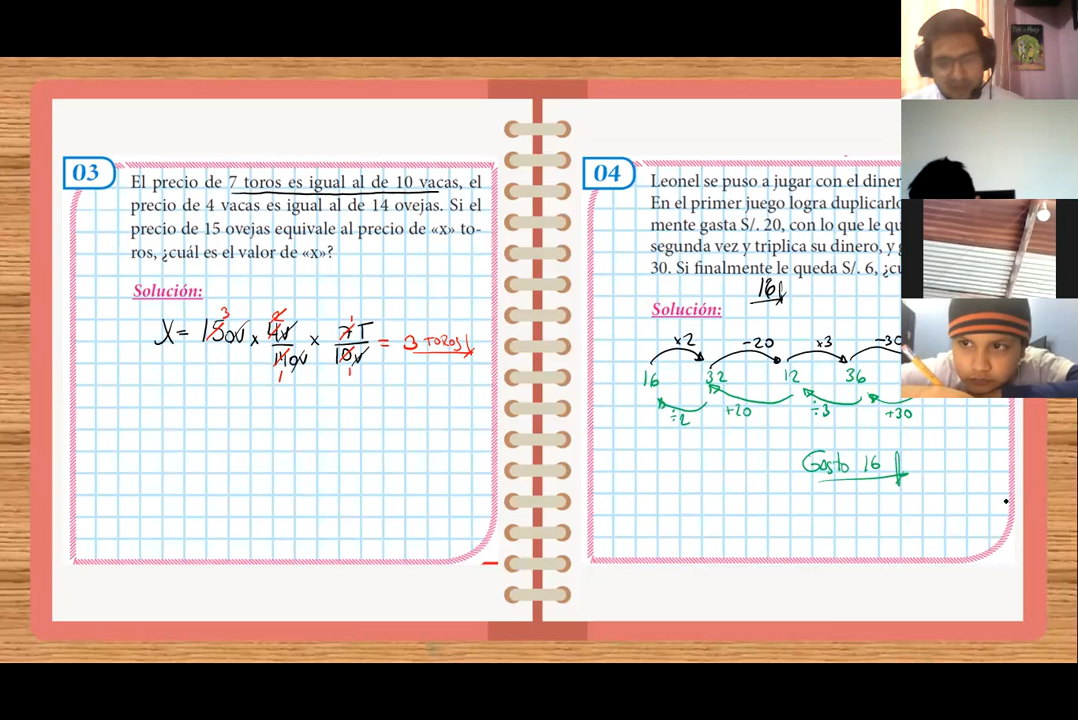 03
El precio de 7 toros es igual al de 10 vacas, el
precio de 4 vacas es igual al de 14 ovejas. Si el
precio de 15 ovejas equivale al precio de «x» to-
ros, ¿cuál es el valor de «x»?
Solución:
X = 15ov x 4v/14ov x 7T/10v = 3 TOROS
3 2 1
1 1
04
Leonel se puso a jugar con el diner
En el primer juego logra duplicarlo
mente gasta S/. 20, con lo que le qu
segunda vez y triplica su dinero, y g
30. Si finalmente le queda S/. 6, ¿cu
16
Solución:
x2 -20 x3 -30
16 32 12 36
÷2 +20 ÷3 +30
Gasto 16